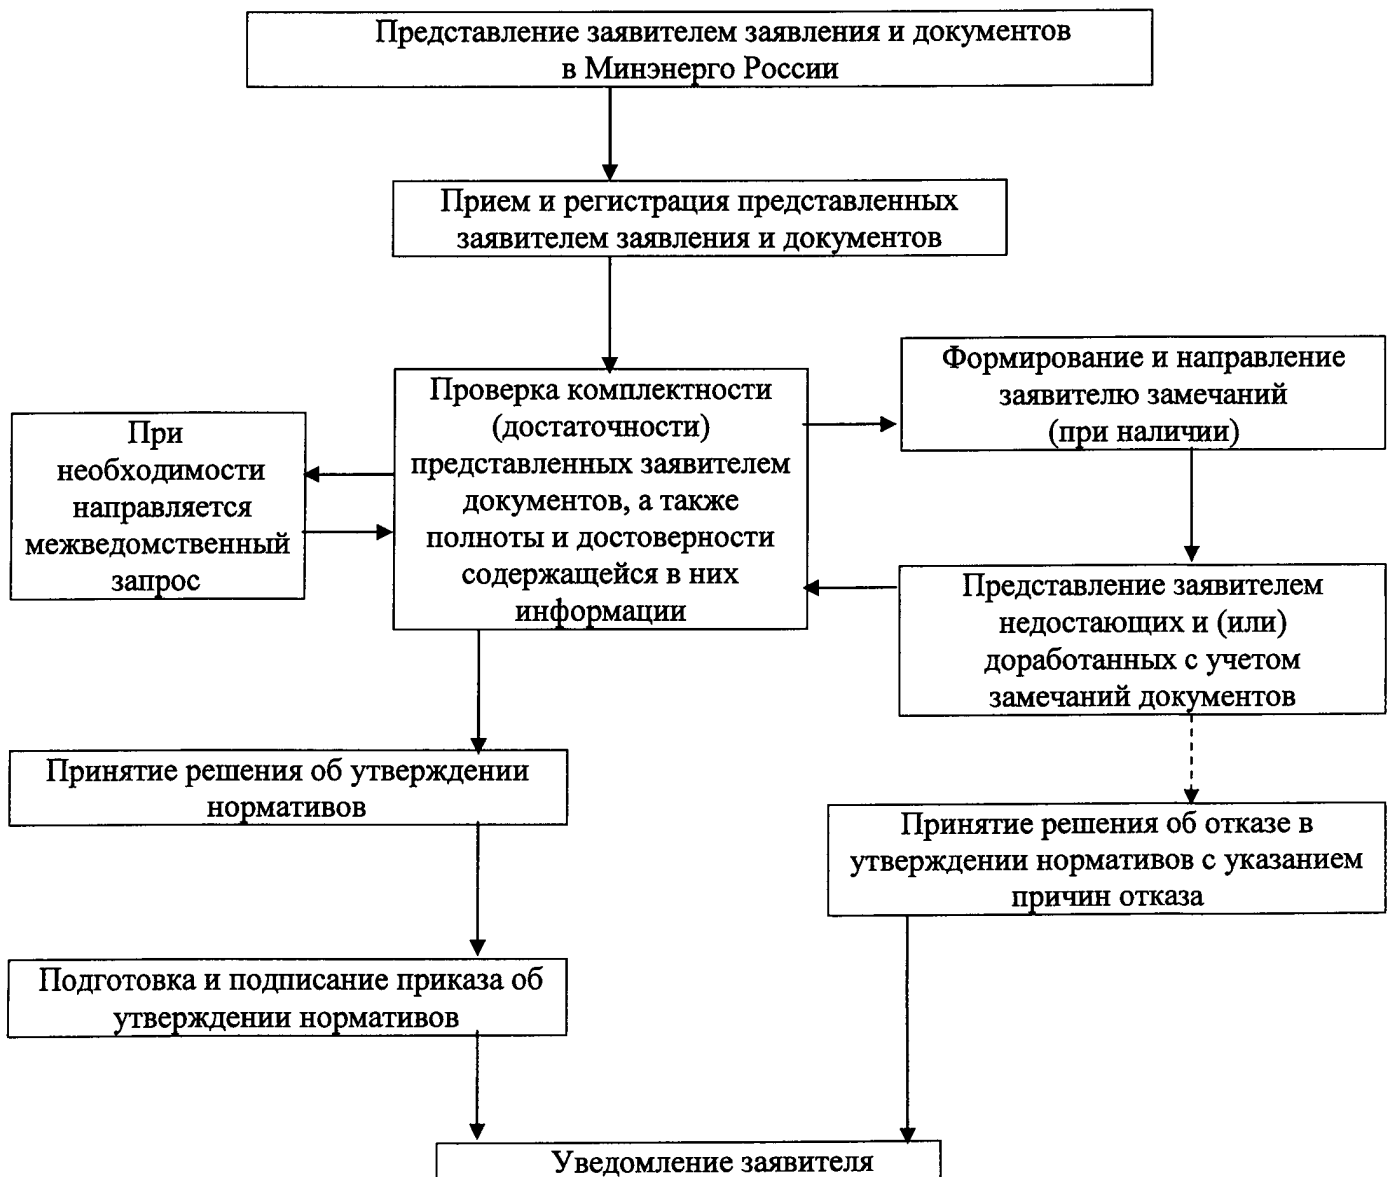 Представление заявителем заявления и документов
в Минэнерго России
Прием и регистрация представленных
заявителем заявления и документов
Формирование и направление
заявителю замечаний
(при наличии)
Проверка комплектности
(достаточности)
представленных заявителем
документов, а также
полноты и достоверности
содержащейся в них
информации
При
необходимости
направляется
межведомственный
запрос
Представление заявителем
недостающих и (или)
доработанных с учетом
замечаний документов
Принятие решения об утверждении
нормативов
Принятие решения об отказе в
утверждении нормативов с указанием
причин отказа
Подготовка и подписание приказа об
утверждении нормативов
Уведомление заявителя